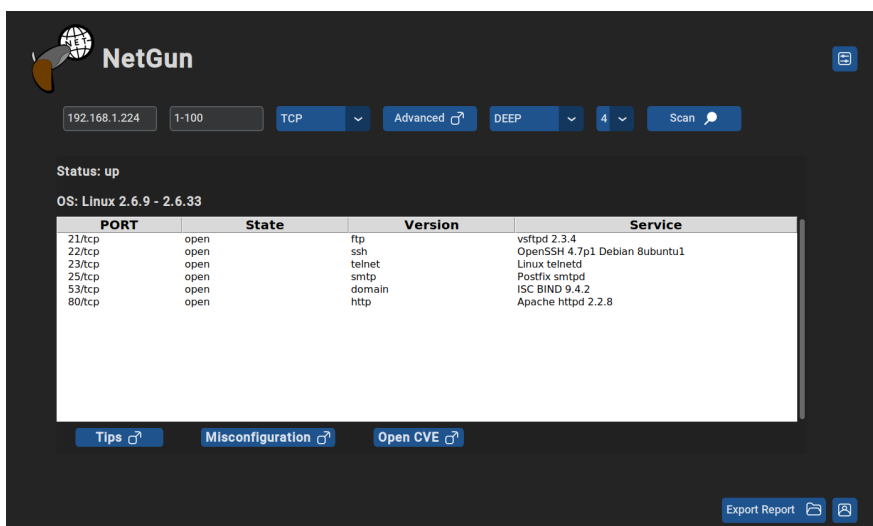 NET
NetGun
192.168.1.224 1-100 TCP Advanced DEEP 4 Scan
Status: up
OS: Linux 2.6.9 - 2.6.33
PORT State Version Service
21/tcp open ftp vsftpd 2.3.4
22/tcp open ssh OpenSSH 4.7p1 Debian 8ubuntu1
23/tcp open telnet Linux telnetd
25/tcp open smtp Postfix smtpd
53/tcp open domain ISC BIND 9.4.2
80/tcp open http Apache httpd 2.2.8
Tips Misconfiguration Open CVE
Export Report